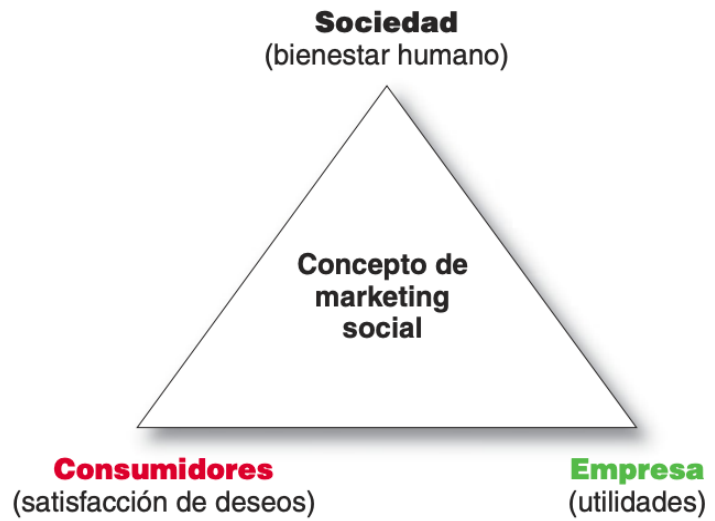 Sociedad
(bienestar humano)
Concepto de
marketing
social
Consumidores
(satisfacción de deseos)
Empresa
(utilidades)